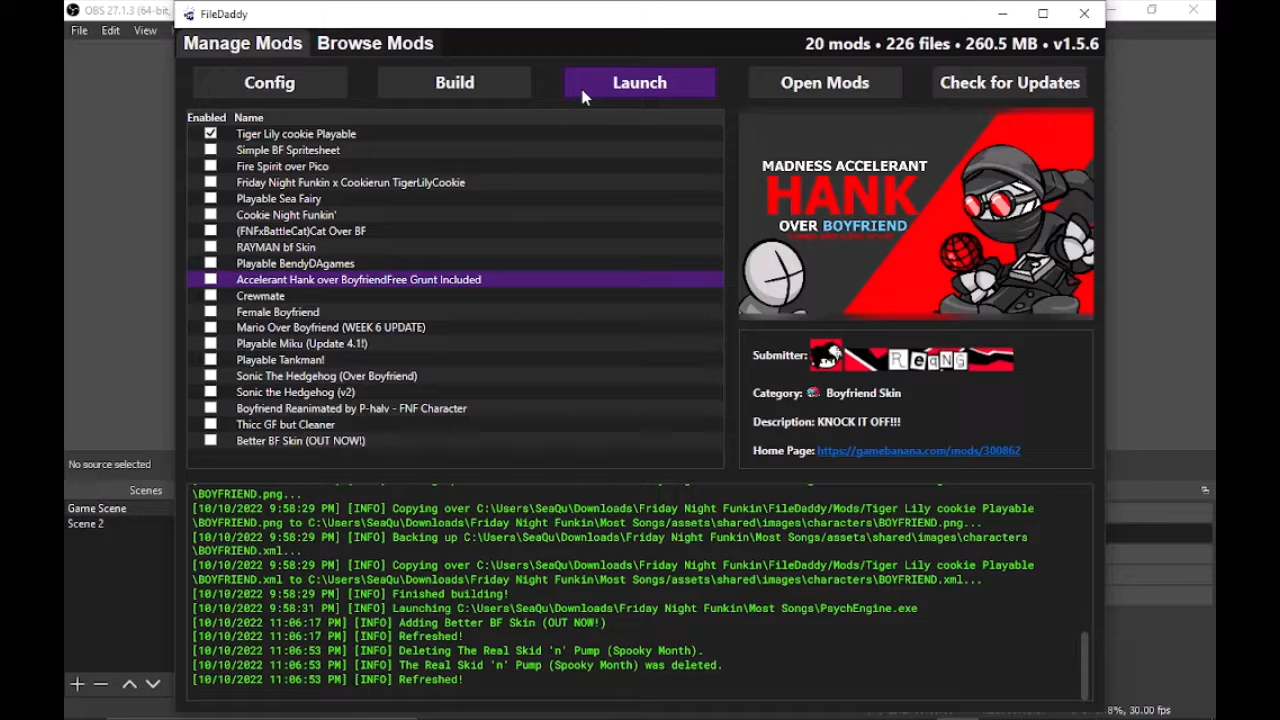 OBS 27.1.3 (64-bit,
File Edit View
No source selected
Scenes
Game Scene
Scene 2
FileDaddy
Manage Mods Browse Mods
20 mods • 226 files • 260.5 MB • v1.5.6
Config Build Launch Open Mods Check for Updates
Enabled Name
Tiger Lily cookie Playable
Simple BF Spritesheet
Fire Spirit over Pico
Friday Night Funkin x Cookierun TigerLilyCookie
Playable Sea Fairy
Cookie Night Funkin'
(FNFxBattleCat)Cat Over BF
RAYMAN bf Skin
Playable BendyDAgames
Accelerant Hank over BoyfriendFree Grunt Included
Crewmate
Female Boyfriend
Mario Over Boyfriend (WEEK 6 UPDATE)
Playable Miku (Update 4.1!)
Playable Tankman!
Sonic The Hedgehog (Over Boyfriend)
Sonic the Hedgehog (v2)
Boyfriend Reanimated by P-halv - FNF Character
Thicc GF but Cleaner
Better BF Skin (OUT NOW!)
MADNESS ACCELERANT
HANK
OVER BOYFRIEND
Submitter: ReqNG
Category: Boyfriend Skin
Description: KNOCK IT OFF!!!
Home Page: https://gamebanana.com/mods/300862
\BOYFRIEND.png...
[10/10/2022 9:58:29 PM] [INFO] Copying over C:\Users\SeaQu\Downloads\Friday Night Funkin\FileDaddy/Mods/Tiger Lily cookie Playable
\BOYFRIEND.png to C:\Users\SeaQu\Downloads\Friday Night Funkin\Most Songs/assets\shared\images\characters\BOYFRIEND.png...
[10/10/2022 9:58:29 PM] [INFO] Backing up C:\Users\SeaQu\Downloads\Friday Night Funkin\Most Songs/assets\shared\images\characters
\BOYFRIEND.xml...
[10/10/2022 9:58:29 PM] [INFO] Copying over C:\Users\SeaQu\Downloads\Friday Night Funkin\FileDaddy/Mods/Tiger Lily cookie Playable
\BOYFRIEND.xml to C:\Users\SeaQu\Downloads\Friday Night Funkin\Most Songs/assets\shared\images\characters\BOYFRIEND.xml...
[10/10/2022 9:58:29 PM] [INFO] Finished building!
[10/10/2022 9:58:31 PM] [INFO] Launching C:\Users\SeaQu\Downloads\Friday Night Funkin\Most Songs\PsychEngine.exe
[10/10/2022 11:06:17 PM] [INFO] Adding Better BF Skin (OUT NOW!)
[10/10/2022 11:06:17 PM] [INFO] Refreshed!
[10/10/2022 11:06:53 PM] [INFO] Deleting The Real Skid 'n' Pump (Spooky Month).
[10/10/2022 11:06:53 PM] [INFO] The Real Skid 'n' Pump (Spooky Month) was deleted.
[10/10/2022 11:06:53 PM] [INFO] Refreshed!
8%, 30.00 fps